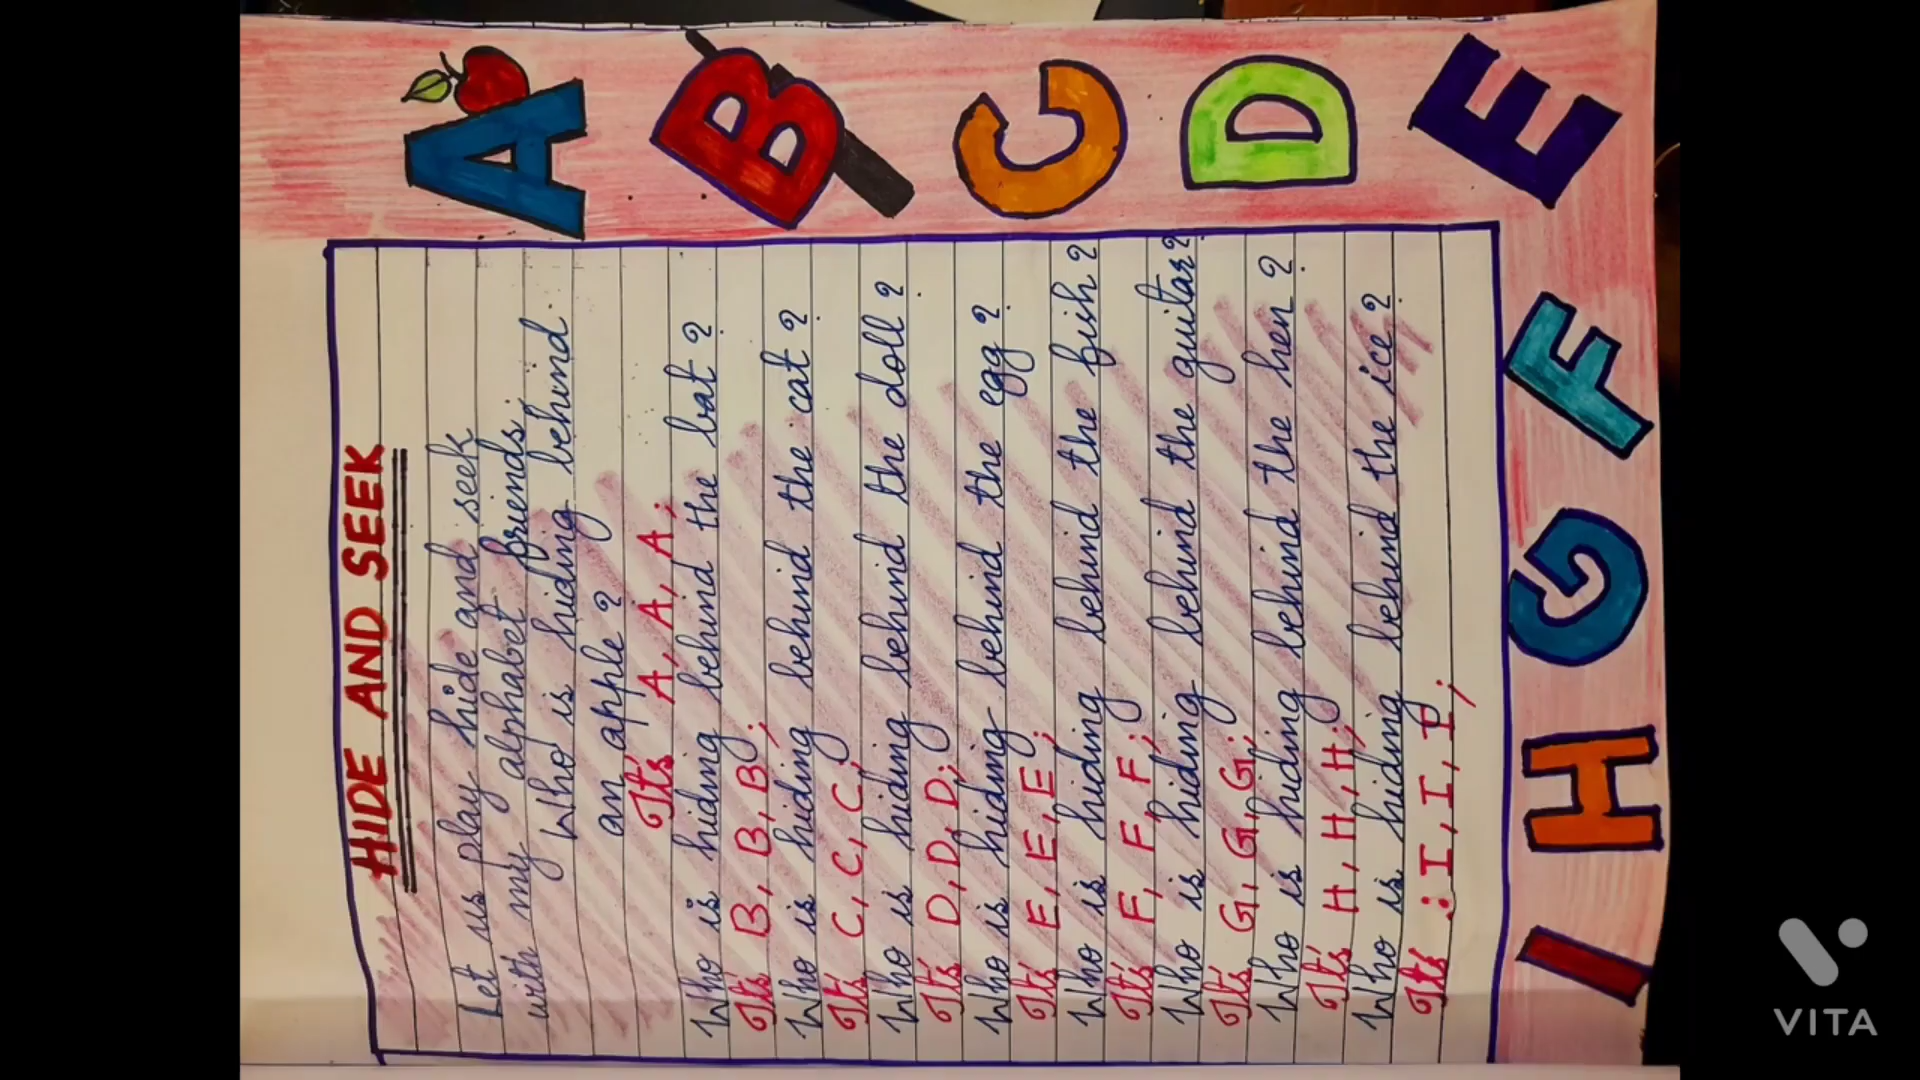 HIDE AND SEEK
Let us play hide and seek
with my alphabet friends;
Who is hiding behind
an apple ?
It's A, A, A, A;
Who is hiding behind the bat ?
It's B, B, B;
Who is hiding behind the cat ?
It's C, C, C;
Who is hiding behind the doll ?
It's D, D, D;
Who is hiding behind the egg ?
It's E, E, E;
Who is hiding behind the fish ?
It's F, F, F;
Who is hiding behind the guitar ?
It's G, G, G;
Who is hiding behind the hen ?
It's H, H, H;
Who is hiding behind the ice ?
It's : I, I, I;
A
B
C
D
E
F
G
H
I
VITA